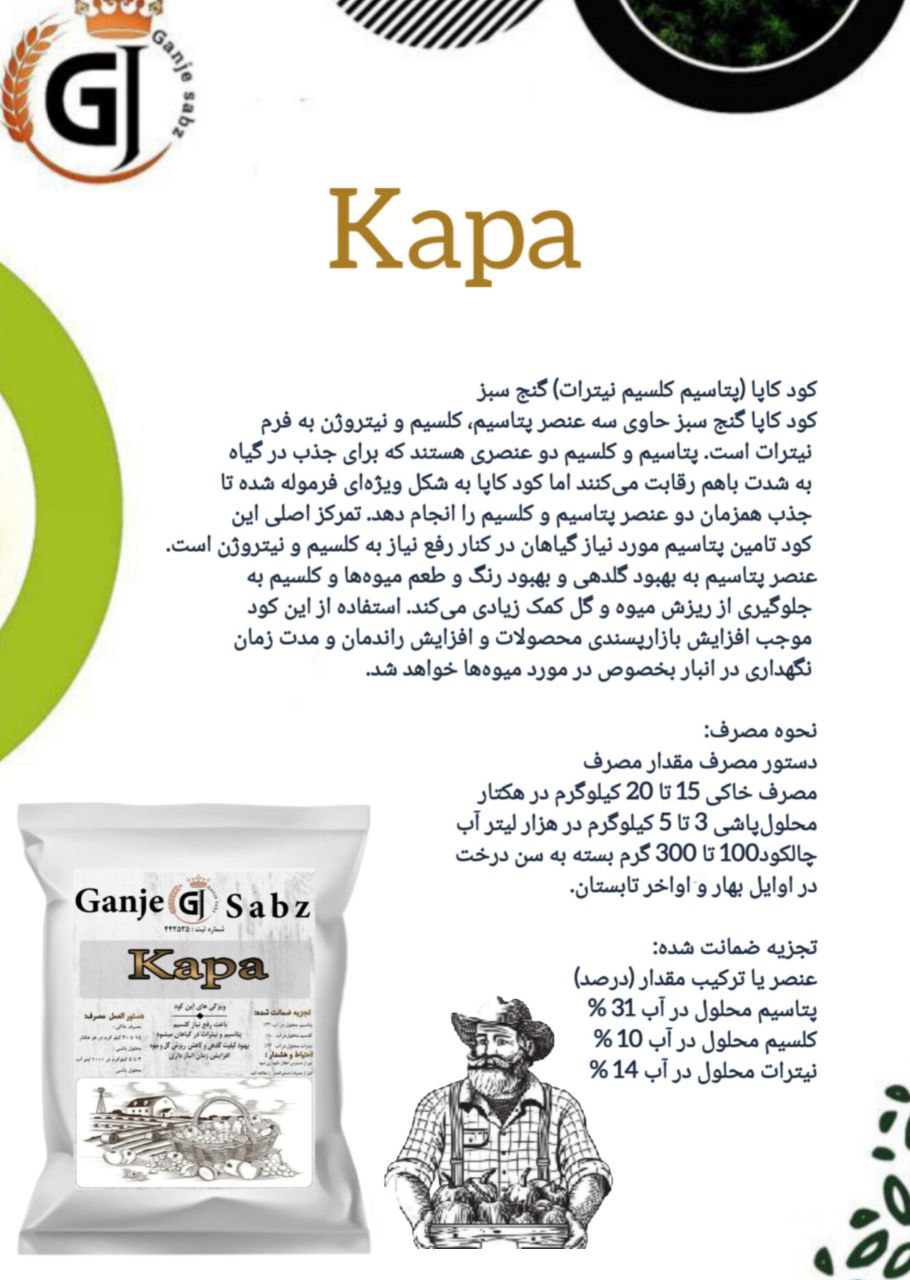 GJ
Ganje sabz
Kapa
کود کاپا (پتاسیم کلسیم نیترات) گنج سبز
کود کاپا گنج سبز حاوی سه عنصر پتاسیم، کلسیم و نیتروژن به فرم
نیترات است. پتاسیم و کلسیم دو عنصری هستند که برای جذب در گیاه
به شدت باهم رقابت می‌کنند اما کود کاپا به شکل ویژه‌ای فرموله شده تا
جذب همزمان دو عنصر پتاسیم و کلسیم را انجام دهد. تمرکز اصلی این
کود تامین پتاسیم مورد نیاز گیاهان در کنار رفع نیاز به کلسیم و نیتروژن است.
عنصر پتاسیم به بهبود گلدهی و بهبود رنگ و طعم میوه‌ها و کلسیم به
جلوگیری از ریزش میوه و گل کمک زیادی می‌کند. استفاده از این کود
موجب افزایش بازارپسندی محصولات و افزایش راندمان و مدت زمان
نگهداری در انبار بخصوص در مورد میوه‌ها خواهد شد.
نحوه مصرف:
دستور مصرف مقدار مصرف
مصرف خاکی 15 تا 20 کیلوگرم در هکتار
محلول‌پاشی 3 تا 5 کیلوگرم در هزار لیتر آب
چالکود100 تا 300 گرم بسته به سن درخت
در اوایل بهار و اواخر تابستان.
تجزیه ضمانت شده:
عنصر یا ترکیب مقدار (درصد)
پتاسیم محلول در آب 31 %
کلسیم محلول در آب 10 %
نیترات محلول در آب 14 %
Ganje GJ Sabz
شماره ثبت : ۴۴۲۵۳۵
Kapa
ویژگی های این کود
باعث رفع نیاز کلسیم
پتاسیم و نیترات در گیاهان میشود
بهبود کیفیت گلدهی و کاهش ریزش گل و میوه
افزایش زمان انبار داری
تجزیه ضمانت شده:
احتیاط و هشدار :
دستور العمل مصرف:
مصرف خاکی :
محلول پاشی